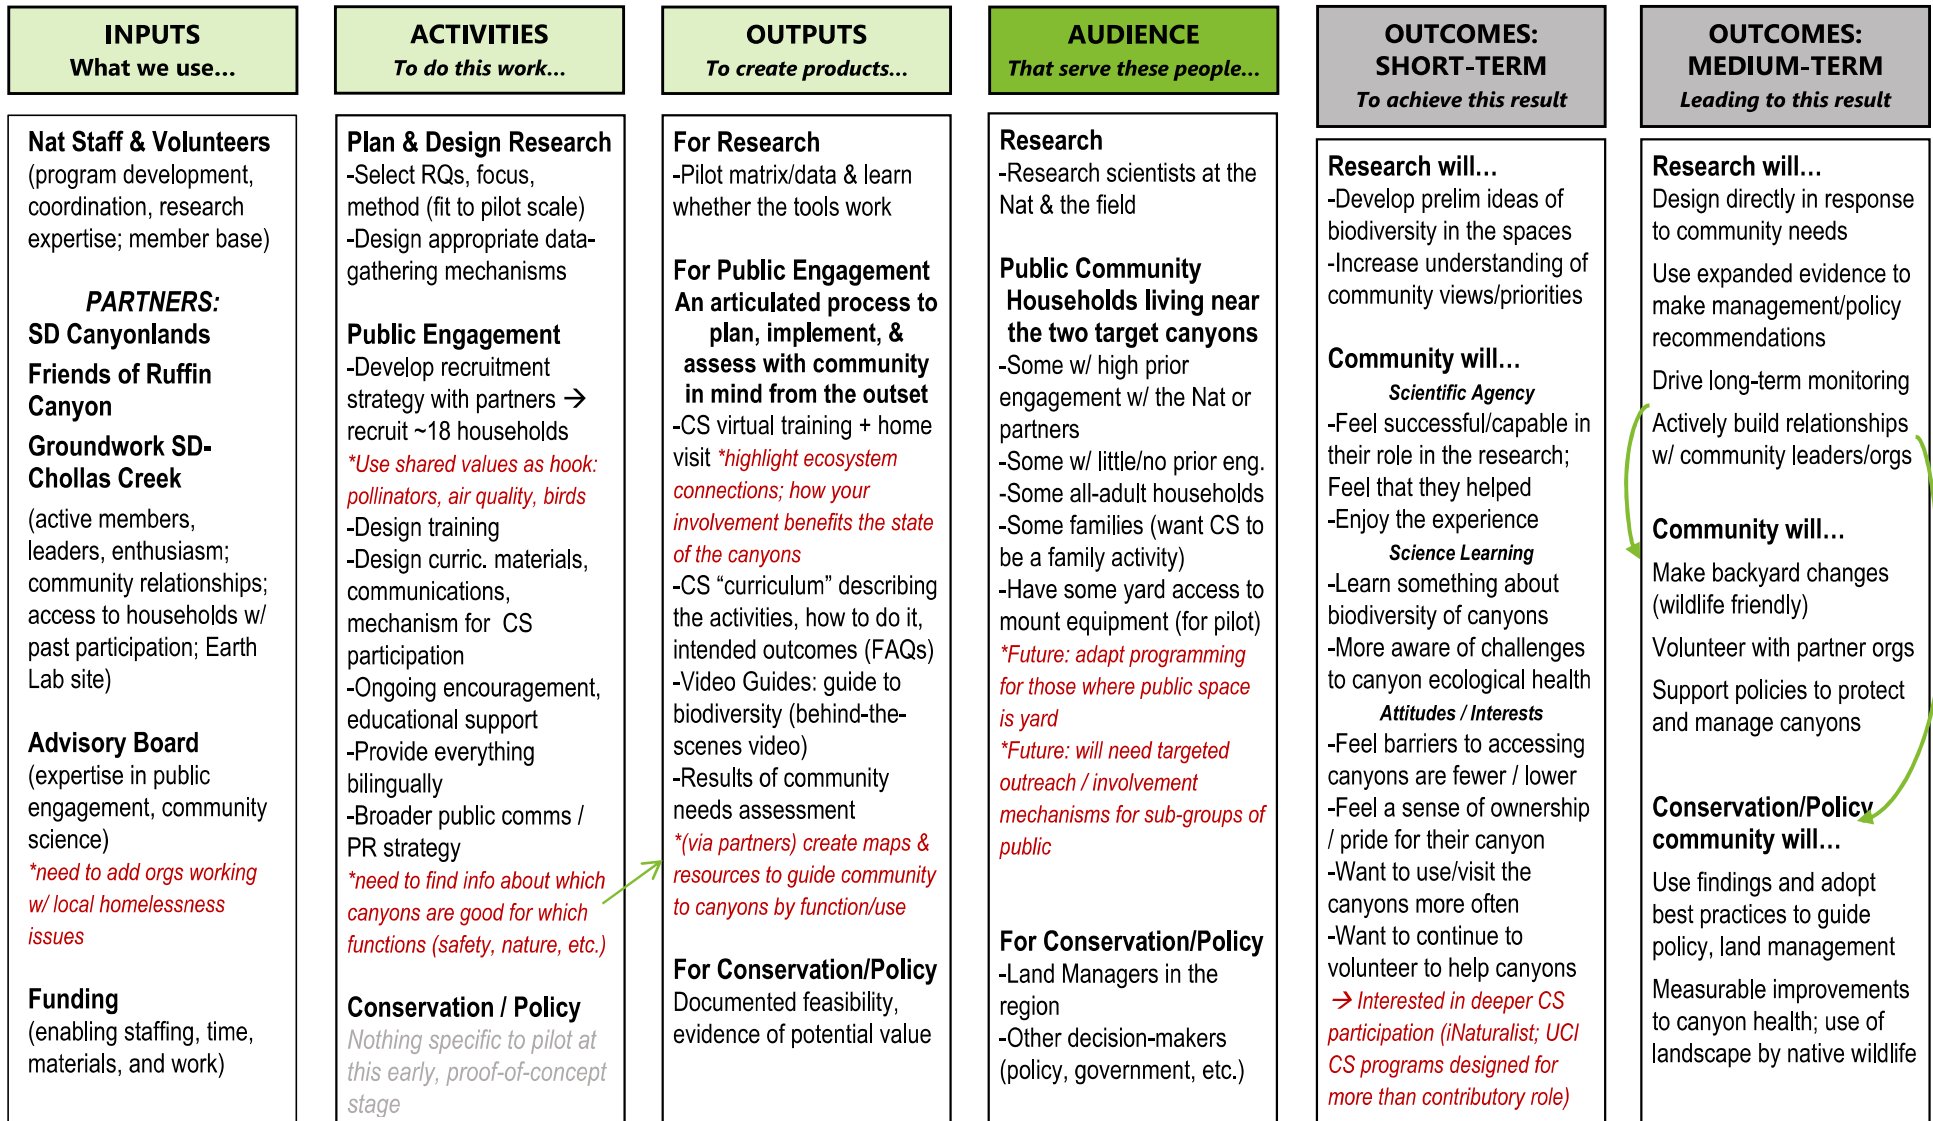 INPUTS
What we use…
Nat Staff & Volunteers
(program development,
coordination, research
expertise; member base)
PARTNERS:
SD Canyonlands
Friends of Ruffin
Canyon
Groundwork SD-
Chollas Creek
(active members,
leaders, enthusiasm;
community relationships;
access to households w/
past participation; Earth
Lab site)
Advisory Board
(expertise in public
engagement, community
science)
*need to add orgs working
w/ local homelessness
issues
Funding
(enabling staffing, time,
materials, and work)
ACTIVITIES
To do this work…
Plan & Design Research
-Select RQs, focus,
method (fit to pilot scale)
-Design appropriate data-
gathering mechanisms
Public Engagement
-Develop recruitment
strategy with partners →
recruit ~18 households
*Use shared values as hook:
pollinators, air quality, birds
-Design training
-Design curric. materials,
communications,
mechanism for CS
participation
-Ongoing encouragement,
educational support
-Provide everything
bilingually
-Broader public comms /
PR strategy
*need to find info about which
canyons are good for which
functions (safety, nature, etc.)
Conservation / Policy
Nothing specific to pilot at
this early, proof-of-concept
stage
OUTPUTS
To create products…
For Research
-Pilot matrix/data & learn
whether the tools work
For Public Engagement
An articulated process to
plan, implement, &
assess with community
in mind from the outset
-CS virtual training + home
visit *highlight ecosystem
connections; how your
involvement benefits the state
of the canyons
-CS “curriculum” describing
the activities, how to do it,
intended outcomes (FAQs)
-Video Guides: guide to
biodiversity (behind-the-
scenes video)
-Results of community
needs assessment
*(via partners) create maps &
resources to guide community
to canyons by function/use
For Conservation/Policy
Documented feasibility,
evidence of potential value
AUDIENCE
That serve these people…
Research
-Research scientists at the
Nat & the field
Public Community
Households living near
the two target canyons
-Some w/ high prior
engagement w/ the Nat or
partners
-Some w/ little/no prior eng.
-Some all-adult households
-Some families (want CS to
be a family activity)
-Have some yard access to
mount equipment (for pilot)
*Future: adapt programming
for those where public space
is yard
*Future: will need targeted
outreach / involvement
mechanisms for sub-groups of
public
For Conservation/Policy
-Land Managers in the
region
-Other decision-makers
(policy, government, etc.)
OUTCOMES:
SHORT-TERM
To achieve this result
Research will…
-Develop prelim ideas of
biodiversity in the spaces
-Increase understanding of
community views/priorities
Community will…
Scientific Agency
-Feel successful/capable in
their role in the research;
Feel that they helped
-Enjoy the experience
Science Learning
-Learn something about
biodiversity of canyons
-More aware of challenges
to canyon ecological health
Attitudes / Interests
-Feel barriers to accessing
canyons are fewer / lower
-Feel a sense of ownership
/ pride for their canyon
-Want to use/visit the
canyons more often
-Want to continue to
volunteer to help canyons
→ Interested in deeper CS
participation (iNaturalist; UCI
CS programs designed for
more than contributory role)
OUTCOMES:
MEDIUM-TERM
Leading to this result
Research will…
Design directly in response
to community needs
Use expanded evidence to
make management/policy
recommendations
Drive long-term monitoring
Actively build relationships
w/ community leaders/orgs
Community will…
Make backyard changes
(wildlife friendly)
Volunteer with partner orgs
Support policies to protect
and manage canyons
Conservation/Policy
community will…
Use findings and adopt
best practices to guide
policy, land management
Measurable improvements
to canyon health; use of
landscape by native wildlife